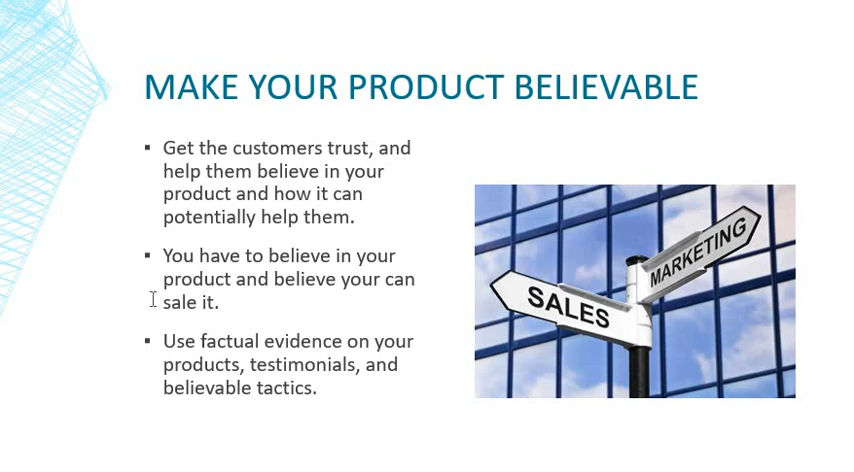 MAKE YOUR PRODUCT BELIEVABLE
▪ Get the customers trust, and
help them believe in your
product and how it can
potentially help them.
▪ You have to believe in your
product and believe your can
sale it.
▪ Use factual evidence on your
products, testimonials, and
believable tactics.
MARKETING
SALES